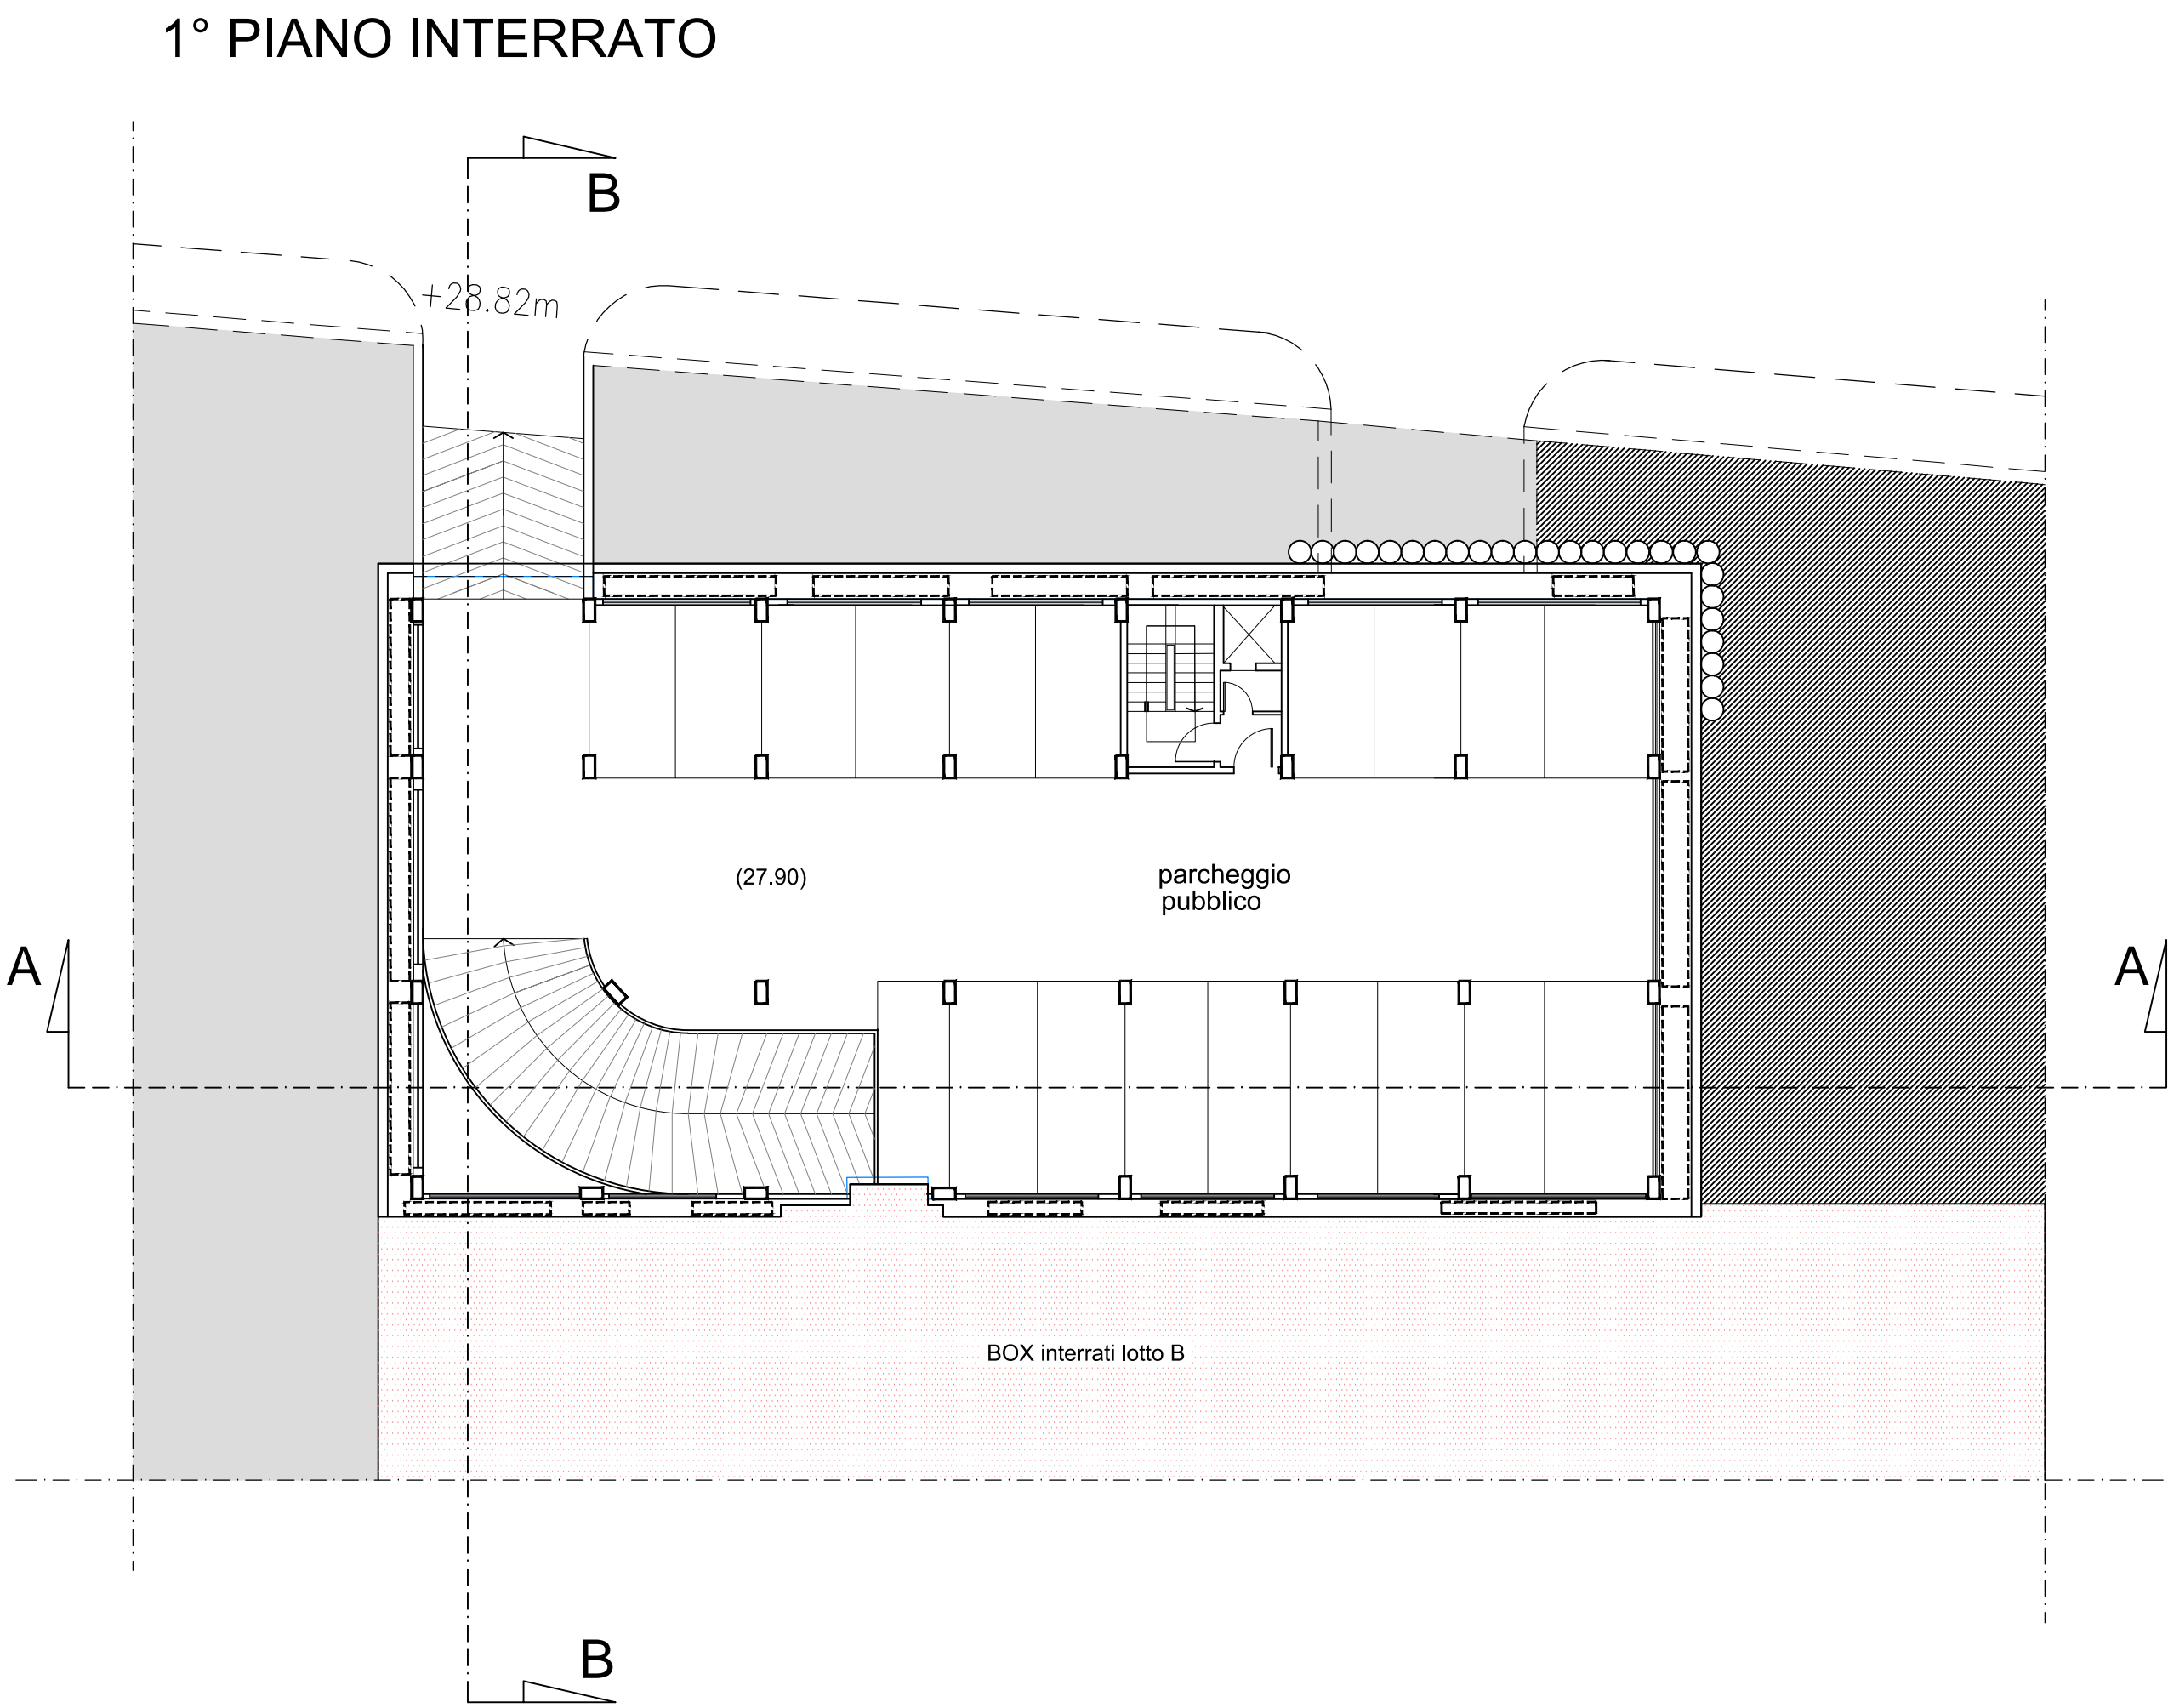 1° PIANO INTERRATO
B
+28.82m
(27.90)
parcheggio
pubblico
A
A
BOX interrati lotto B
B